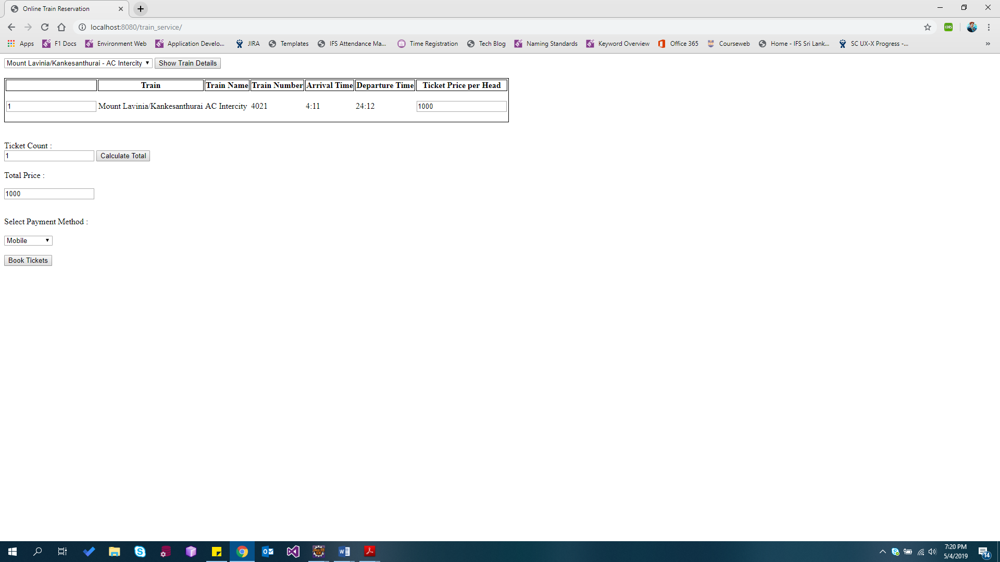 Online Train Reservation
localhost:8080/train_service/
CORS
Apps F1 Docs Environment Web Application Develo... JIRA Templates IFS Attendance Ma... Time Registration Tech Blog Naming Standards Keyword Overview Office 365 Courseweb Home - IFS Sri Lank... SC UX-X Progress -... »
Mount Lavinia/Kankesanthurai - AC Intercity Show Train Details
Train Train Name Train Number Arrival Time Departure Time Ticket Price per Head
1 Mount Lavinia/Kankesanthurai AC Intercity 4021 4:11 24:12 1000
Ticket Count :
1 Calculate Total
Total Price :
1000
Select Payment Method :
Mobile
Book Tickets
7:20 PM
5/4/2019
14